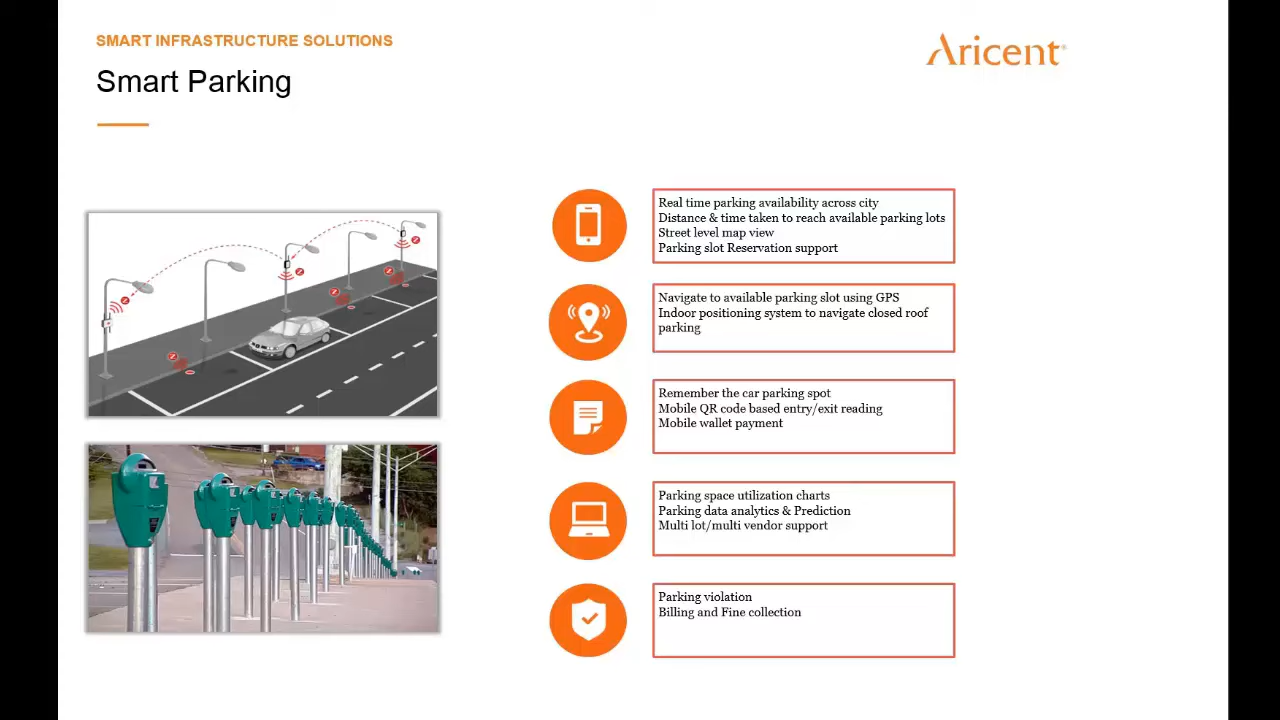 SMART INFRASTRUCTURE SOLUTIONS
Aricent
Smart Parking
Real time parking availability across city
Distance & time taken to reach available parking lots
Street level map view
Parking slot Reservation support
Navigate to available parking slot using GPS
Indoor positioning system to navigate closed roof
parking
Remember the car parking spot
Mobile QR code based entry/exit reading
Mobile wallet payment
Parking space utilization charts
Parking data analytics & Prediction
Multi lot/multi vendor support
Parking violation
Billing and Fine collection